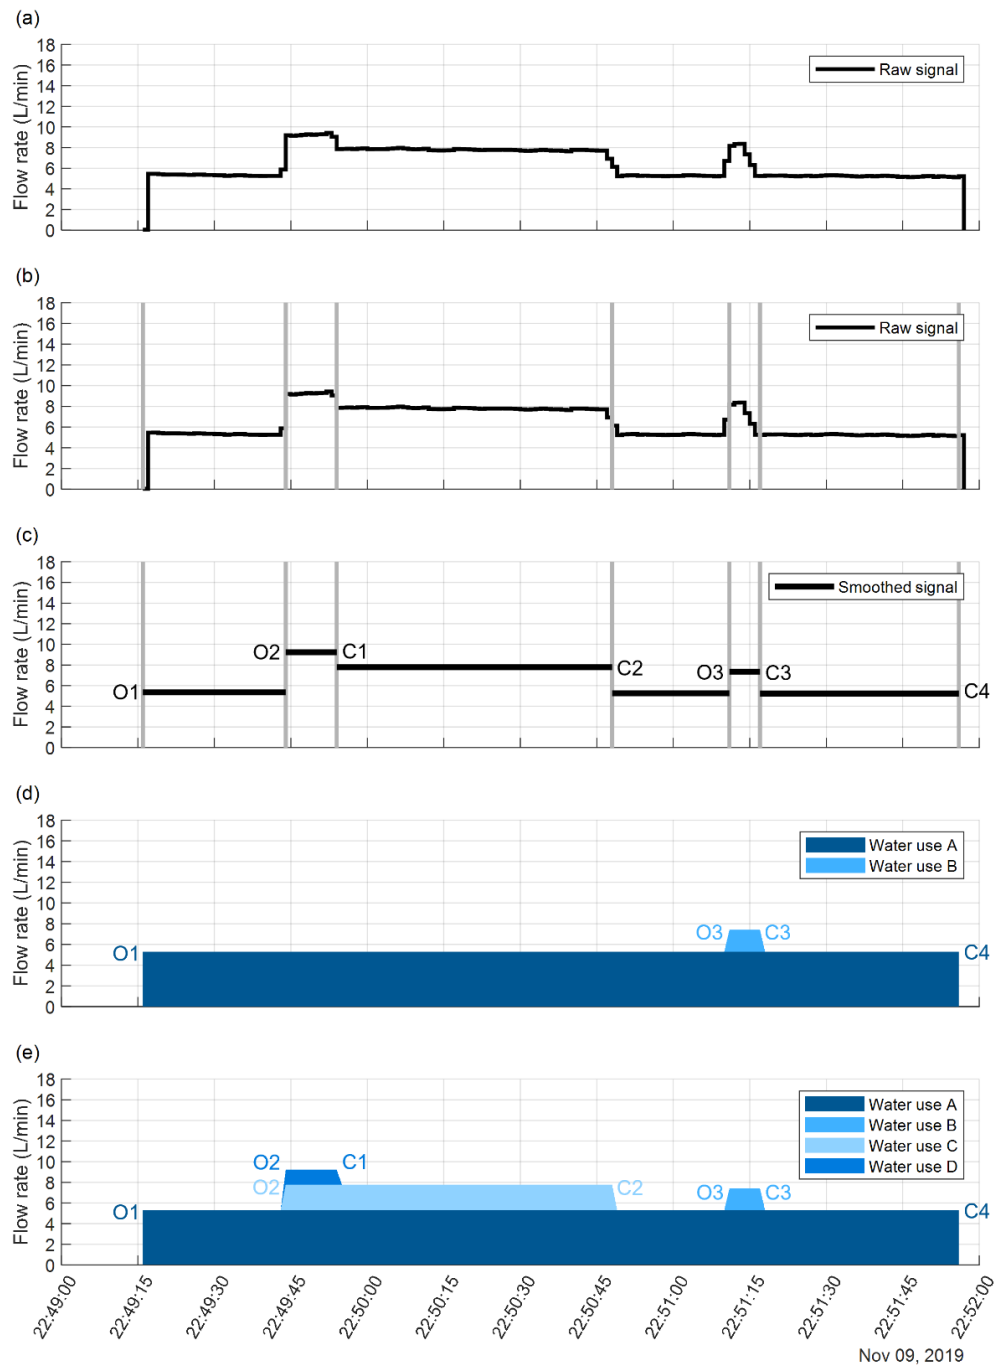 (a)
Flow rate (L/min)
18
16
14
12
10
8
6
4
2
0
Raw signal
(b)
Flow rate (L/min)
18
16
14
12
10
8
6
4
2
0
Raw signal
(c)
Flow rate (L/min)
18
16
14
12
10
8
6
4
2
0
Smoothed signal
O1
O2
C1
C2
O3
C3
C4
(d)
Flow rate (L/min)
18
16
14
12
10
8
6
4
2
0
Water use A
Water use B
O1
O3
C3
C4
(e)
Flow rate (L/min)
18
16
14
12
10
8
6
4
2
0
Water use A
Water use B
Water use C
Water use D
O2
C1
O2
C2
O3
C3
O1
C4
22:49:00
22:49:15
22:49:30
22:49:45
22:50:00
22:50:15
22:50:30
22:50:45
22:51:00
22:51:15
22:51:30
22:51:45
22:52:00
Nov 09, 2019